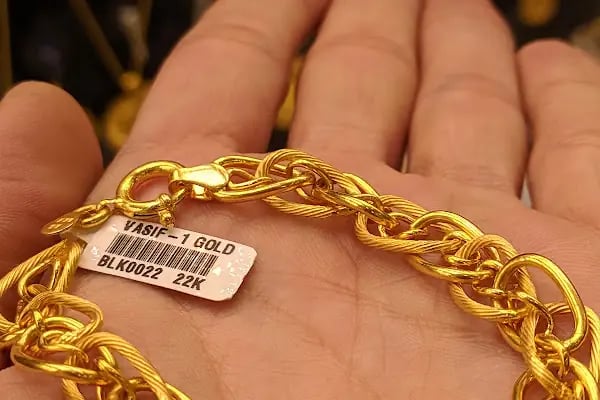 VASIF-1 GOLD
BLK0022 22K